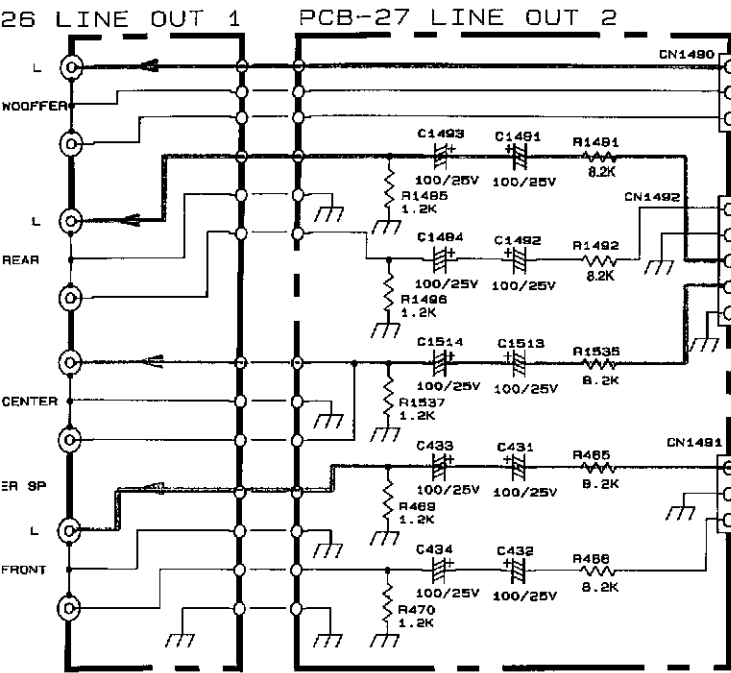 26 LINE OUT 1 PCB-27 LINE OUT 2
CN1490
L
WOOFFER
C1493 C1491 R1491
+ +
100/25V 100/25V 8.2K
R1495
1.2K
CN1492
L
C1494 C1492 R1492
+ +
REAR
100/25V 100/25V 8.2K
R1496
1.2K
C1514 C1513 R1535
+ +
100/25V 100/25V 8.2K
CENTER
R1537
1.2K
C433 C431 R465
CN1491
+ +
ER SP
100/25V 100/25V 8.2K
R469
1.2K
L
C434 C432 R466
+ +
FRONT
100/25V 100/25V 8.2K
R470
1.2K